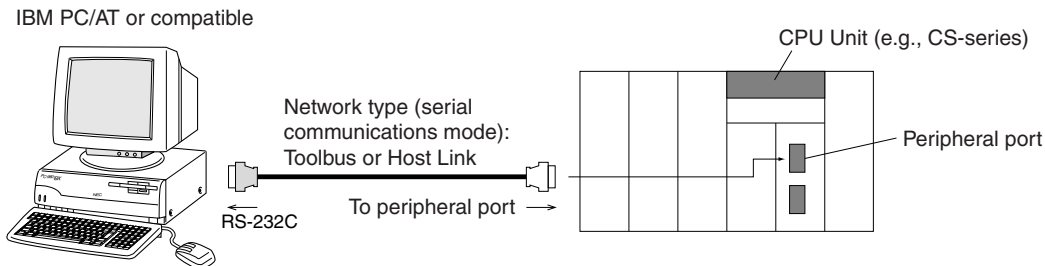 IBM PC/AT or compatible
CPU Unit (e.g., CS-series)
Network type (serial
communications mode):
Toolbus or Host Link
Peripheral port
To peripheral port
RS-232C
NEC